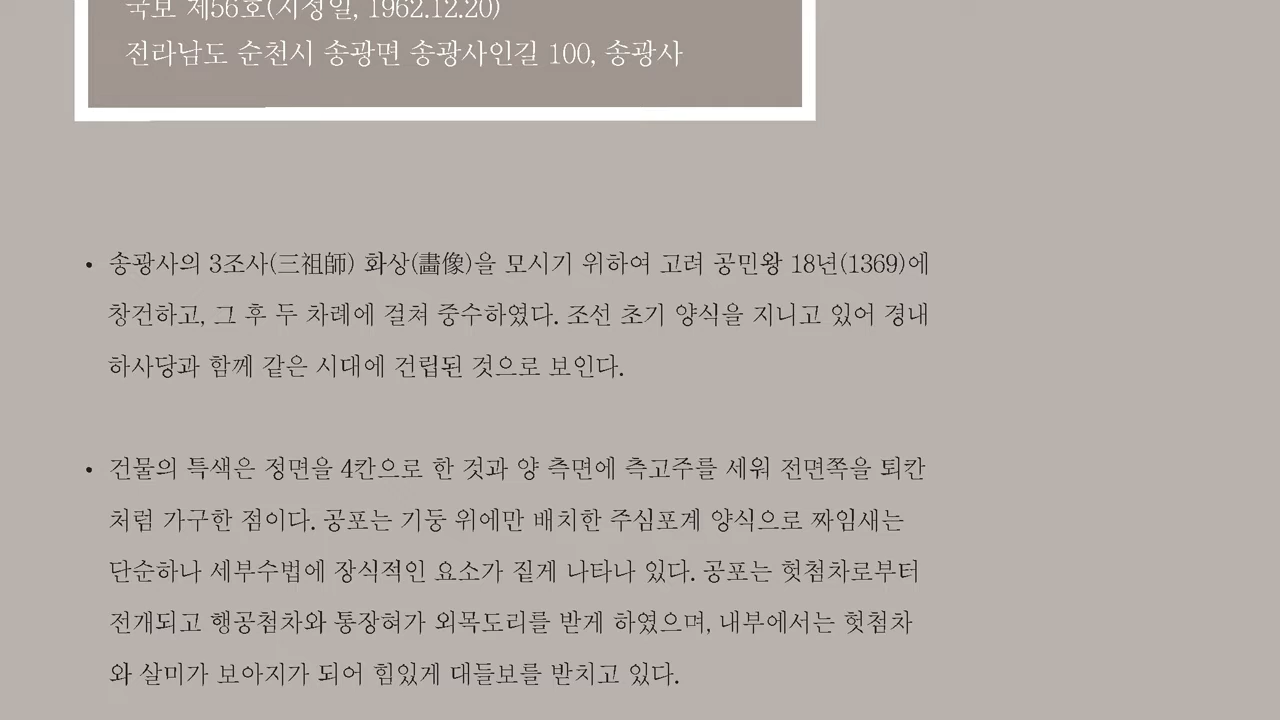 국보 제56호(지정일, 1962.12.20)
전라남도 순천시 송광면 송광사인길 100, 송광사
• 송광사의 3조사(三祖師) 화상(畵像)을 모시기 위하여 고려 공민왕 18년(1369)에
창건하고, 그 후 두 차례에 걸쳐 중수하였다. 조선 초기 양식을 지니고 있어 경내
하사당과 함께 같은 시대에 건립된 것으로 보인다.
• 건물의 특색은 정면을 4칸으로 한 것과 양 측면에 측고주를 세워 전면쪽을 퇴칸
처럼 가구한 점이다. 공포는 기둥 위에만 배치한 주심포계 양식으로 짜임새는
단순하나 세부수법에 장식적인 요소가 짙게 나타나 있다. 공포는 헛첨차로부터
전개되고 행공첨차와 통장혀가 외목도리를 받게 하였으며, 내부에서는 헛첨차
와 살미가 보아지가 되어 힘있게 대들보를 받치고 있다.